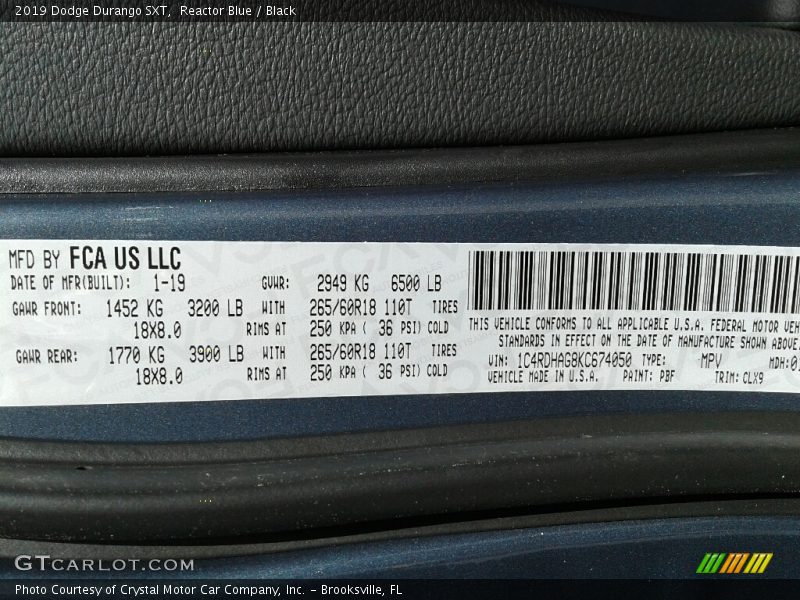 2019 Dodge Durango SXT, Reactor Blue / Black
MFD BY FCA US LLC
DATE OF MFR(BUILT): 1-19 GVWR: 2949 KG 6500 LB
GAWR FRONT: 1452 KG 3200 LB WITH 265/60R18 110T TIRES
18X8.0 RIMS AT 250 KPA ( 36 PSI) COLD
GAWR REAR: 1770 KG 3900 LB WITH 265/60R18 110T TIRES
18X8.0 RIMS AT 250 KPA ( 36 PSI) COLD
THIS VEHICLE CONFORMS TO ALL APPLICABLE U.S.A. FEDERAL MOTOR
STANDARDS IN EFFECT ON THE DATE OF MANUFACTURE SHOWN ABOVE.
VIN: 1C4RDHAG8KC674050 TYPE: MPV MDH:
VEHICLE MADE IN U.S.A. PAINT: PBF TRIM: CLX9
GTCARLOT.COM
Photo Courtesy of Crystal Motor Car Company, Inc. – Brooksville, FL